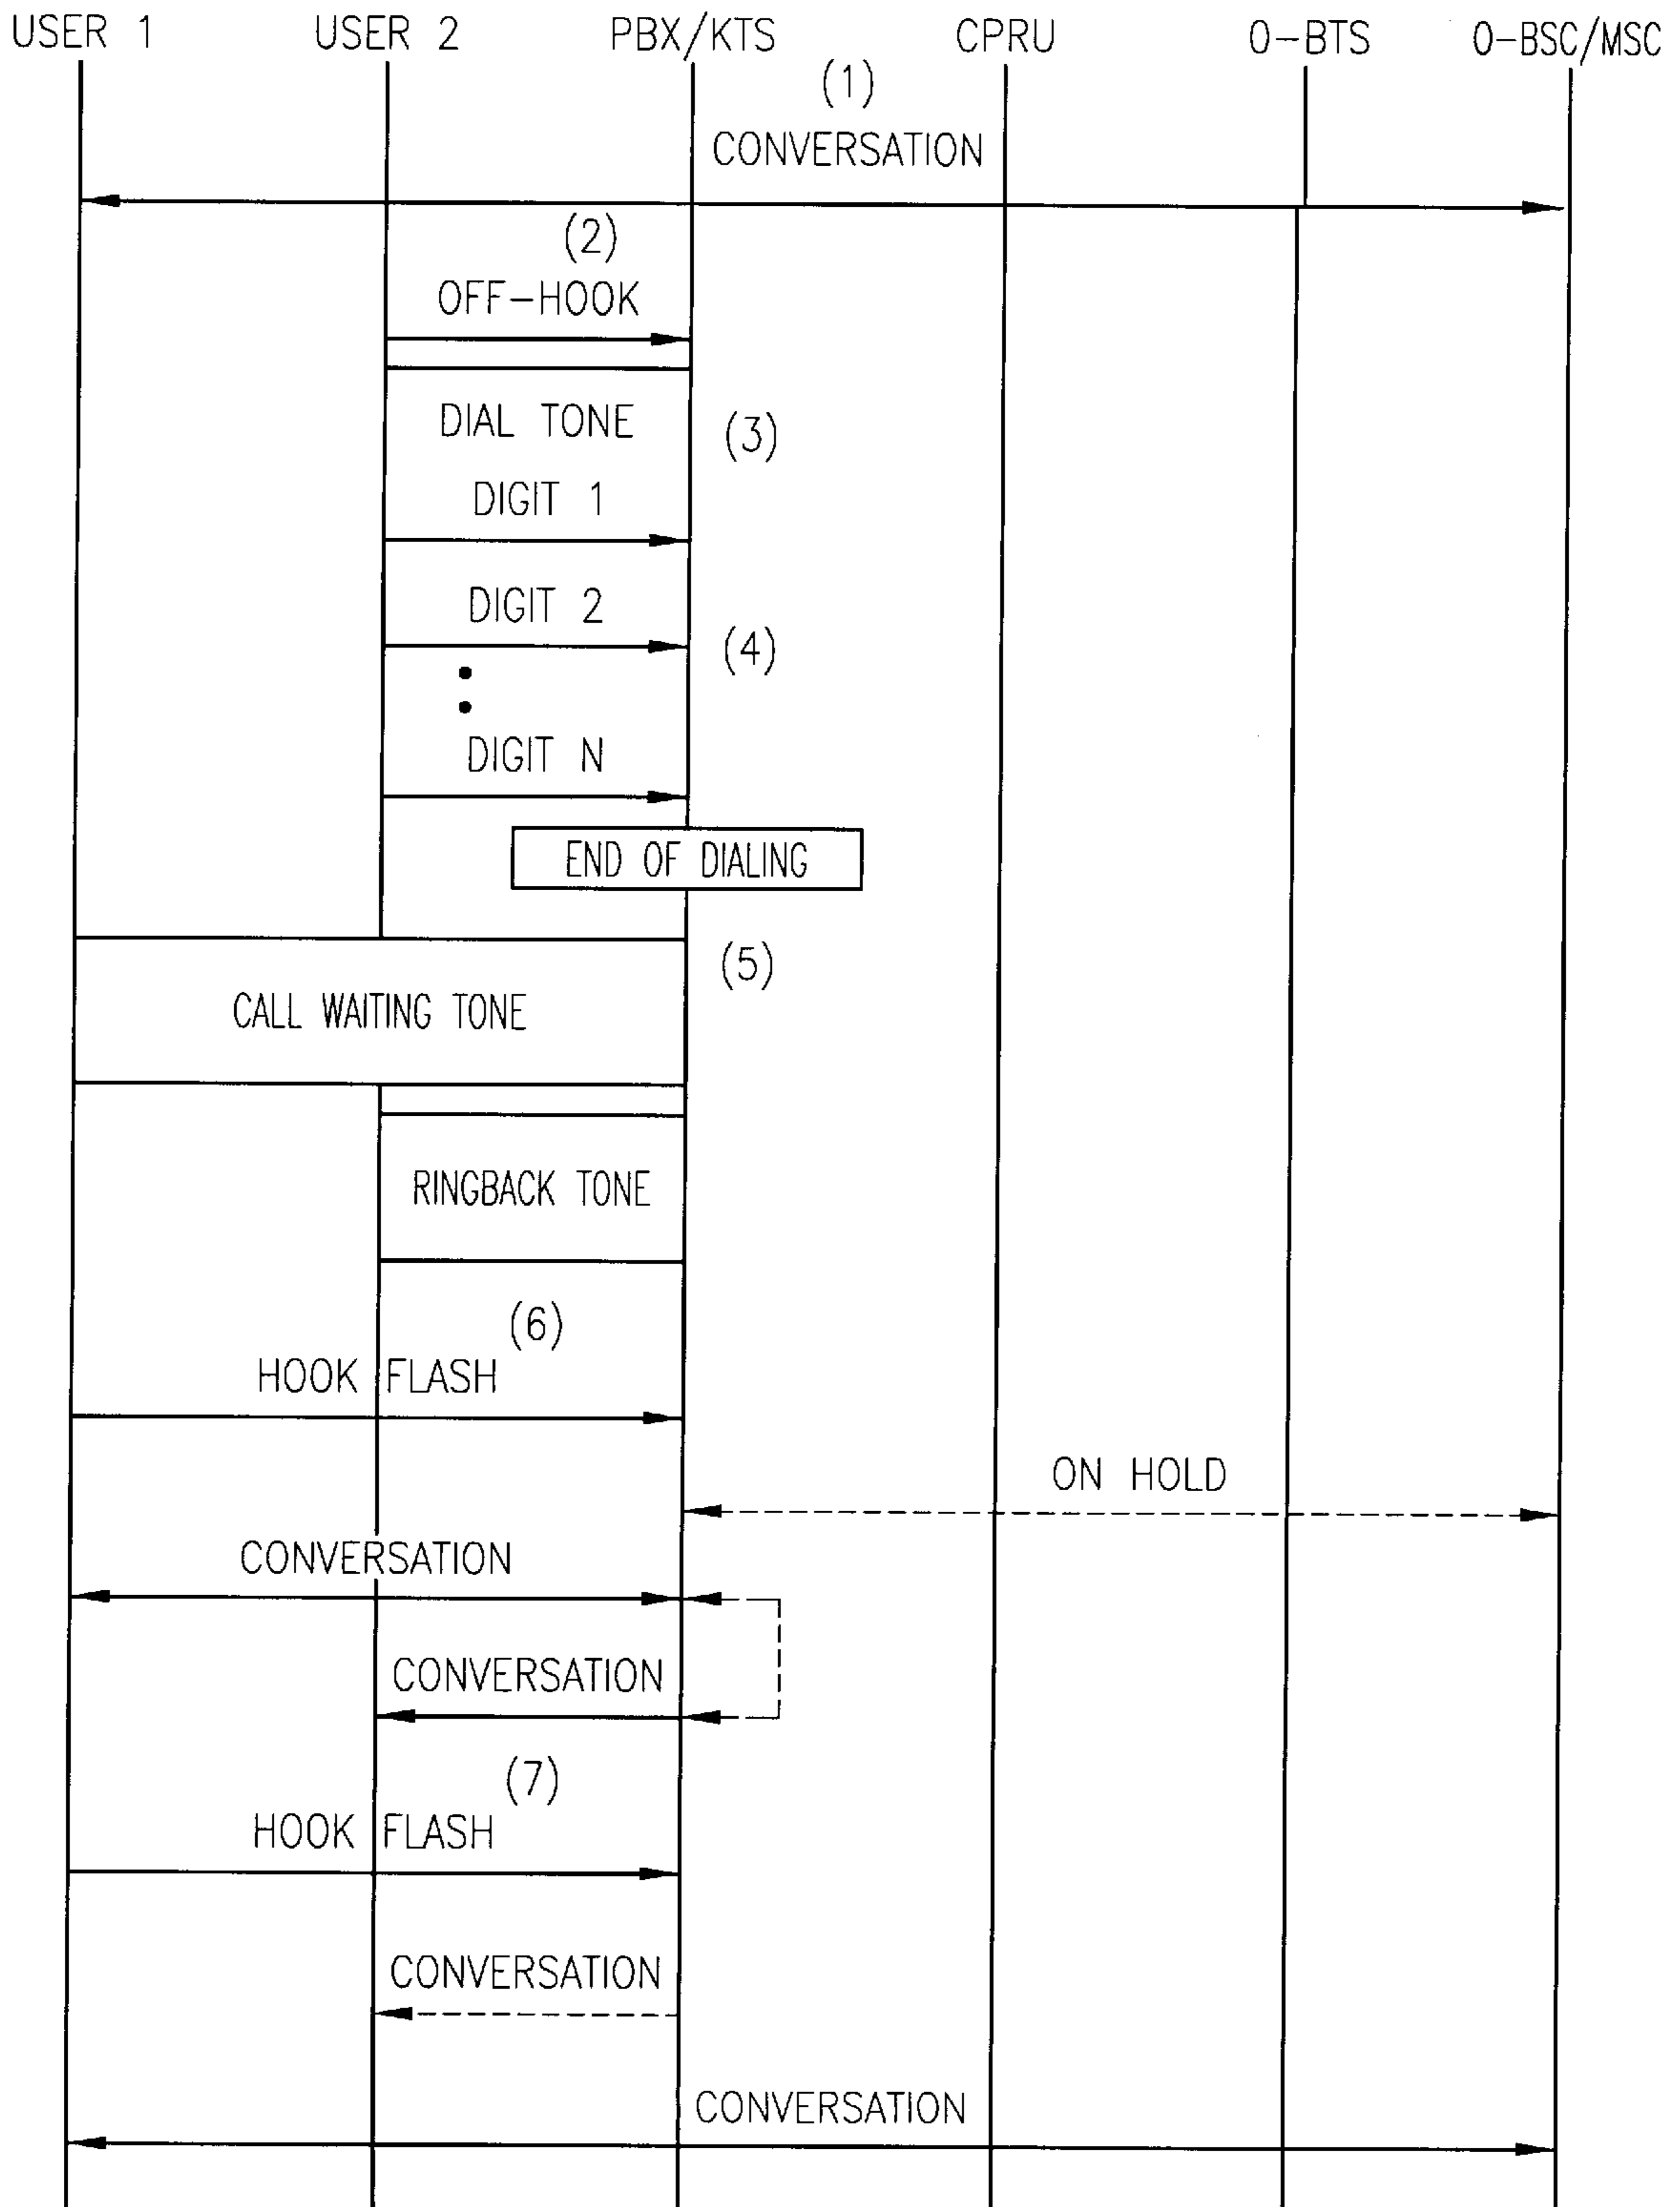 USER 1 USER 2 PBX/KTS CPRU O-BTS O-BSC/MSC
(1)
CONVERSATION
(2)
OFF-HOOK
DIAL TONE (3)
DIGIT 1
DIGIT 2
(4)
DIGIT N
END OF DIALING
(5)
CALL WAITING TONE
RINGBACK TONE
(6)
HOOK FLASH
ON HOLD
CONVERSATION
CONVERSATION
(7)
HOOK FLASH
CONVERSATION
CONVERSATION